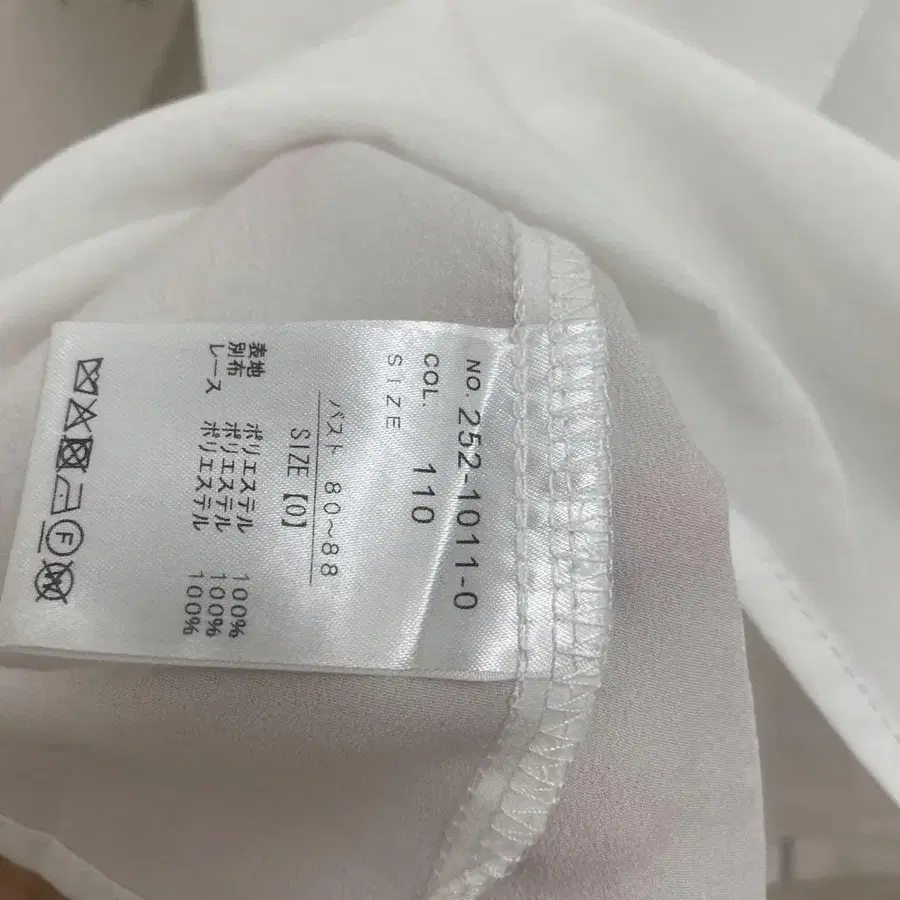 NO. 252-1011-0
COL. 110
SIZE
バスト 80~88
SIZE【0】
表地 ポリエステル 100%
別布 ポリエステル 100%
レース ポリエステル 100%
F
W